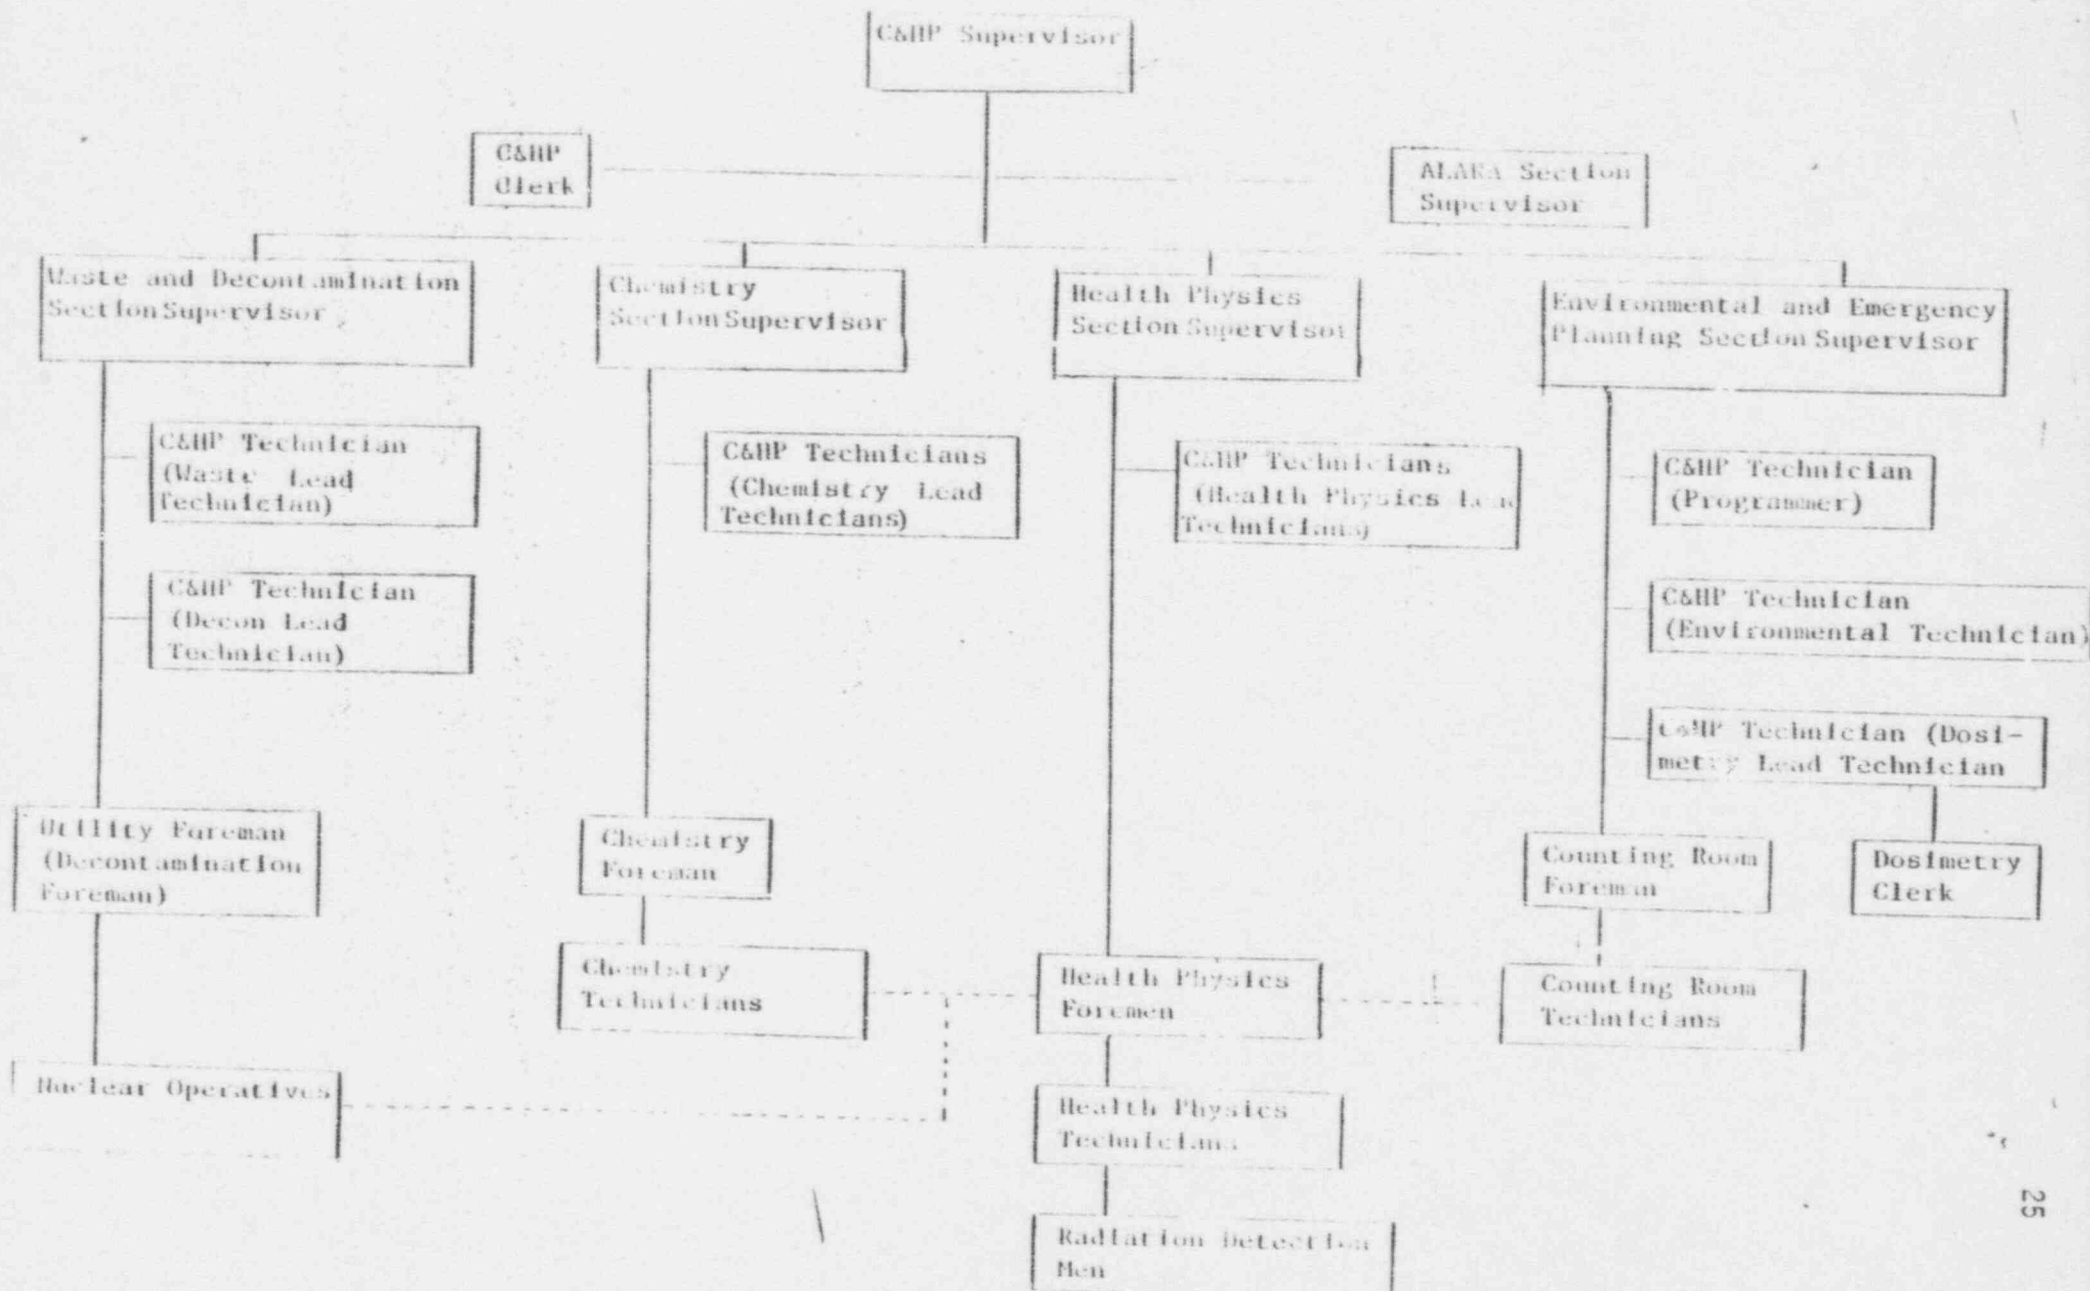 C&HP Supervisor
C&HP
Clerk
ALARA Section
Supervisor
Waste and Decontamination
Section Supervisor
Chemistry
Section Supervisor
Health Physics
Section Supervisor
Environmental and Emergency
Planning Section Supervisor
C&HP Technician
(Waste Lead
Technician)
C&HP Technicians
(Chemistry Lead
Technicians)
C&HP Technicians
(Health Physics Lead
Technicians)
C&HP Technician
(Programmer)
C&HP Technician
(Decon Lead
Technician)
C&HP Technician
(Environmental Technician)
C&HP Technician (Dosi-
metry Lead Technician
Utility Foreman
(Decontamination
Foreman)
Chemistry
Foreman
Counting Room
Foreman
Dosimetry
Clerk
Chemistry
Technicians
Health Physics
Foremen
Counting Room
Technicians
Nuclear Operatives
Health Physics
Technicians
Radiation Detection
Men
25